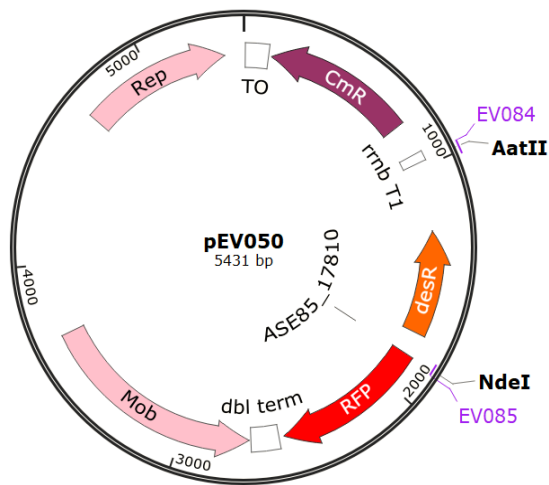 5000
Rep
TO
CmR
1000
EV084
AatII
rrnb T1
pEV050
5431 bp
ASE85_17810
desR
4000
NdeI
2000
EV085
RFP
dbl term
Mob
3000